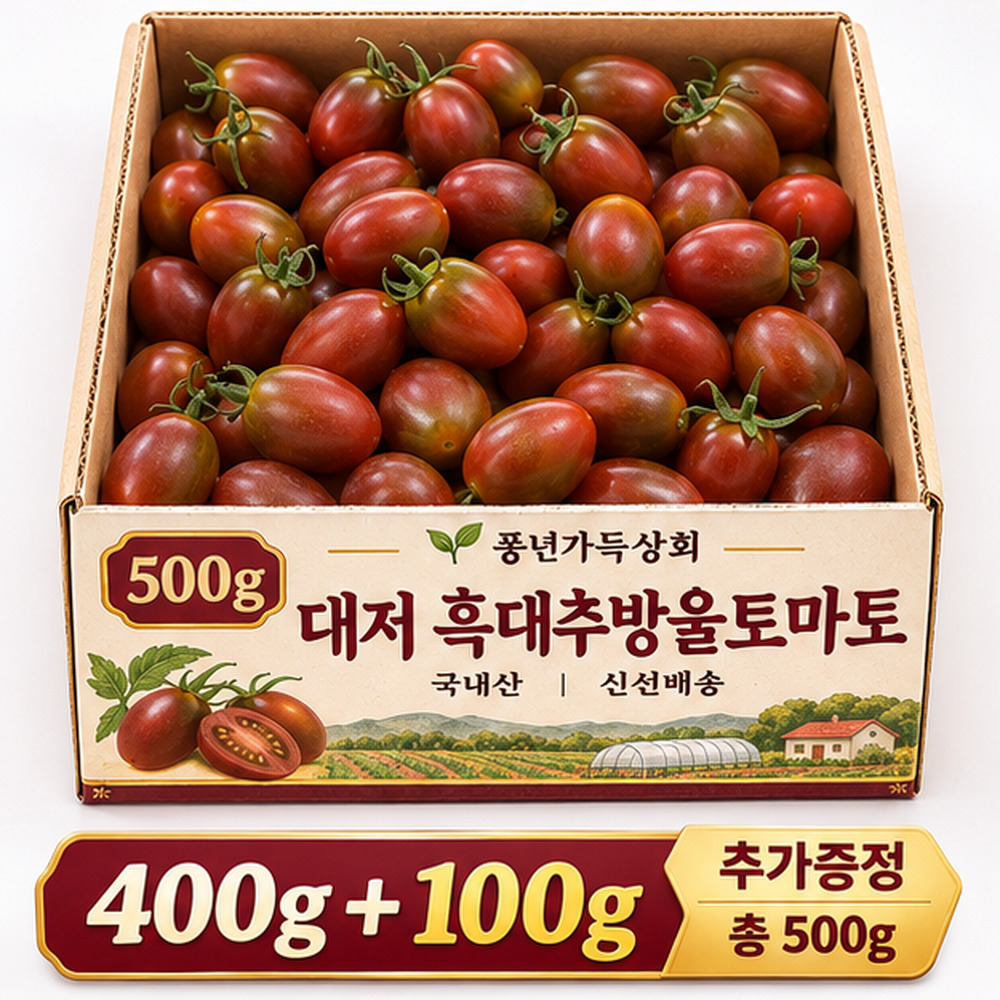 퐁년가득상회
500g
대저 흑대추방울토마토
국내산 | 신선배송
400g + 100g
추가증정
총 500g